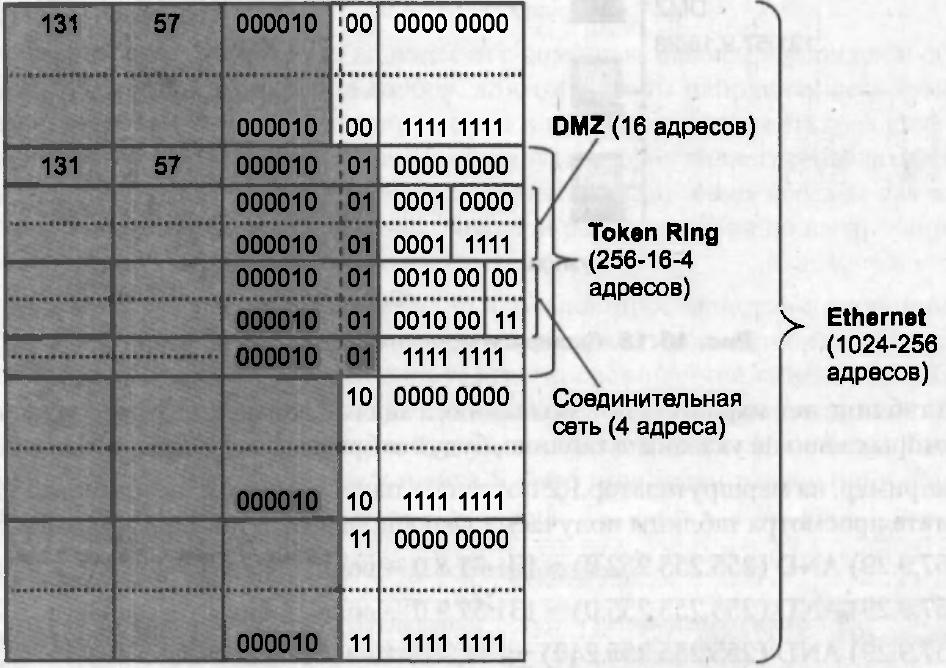 131 57 000010 00 0000 0000
000010 00 1111 1111
131 57 000010 01 0000 0000
000010 01 0001 0000
000010 01 0001 1111
000010 01 0010 00 00
000010 01 0010 00 11
000010 01 1111 1111
10 0000 0000
000010 10 1111 1111
11 0000 0000
000010 11 1111 1111
DMZ (16 адресов)
Token Ring
(256-16-4
адресов)
Соединительная
сеть (4 адреса)
Ethernet
(1024-256
адресов)